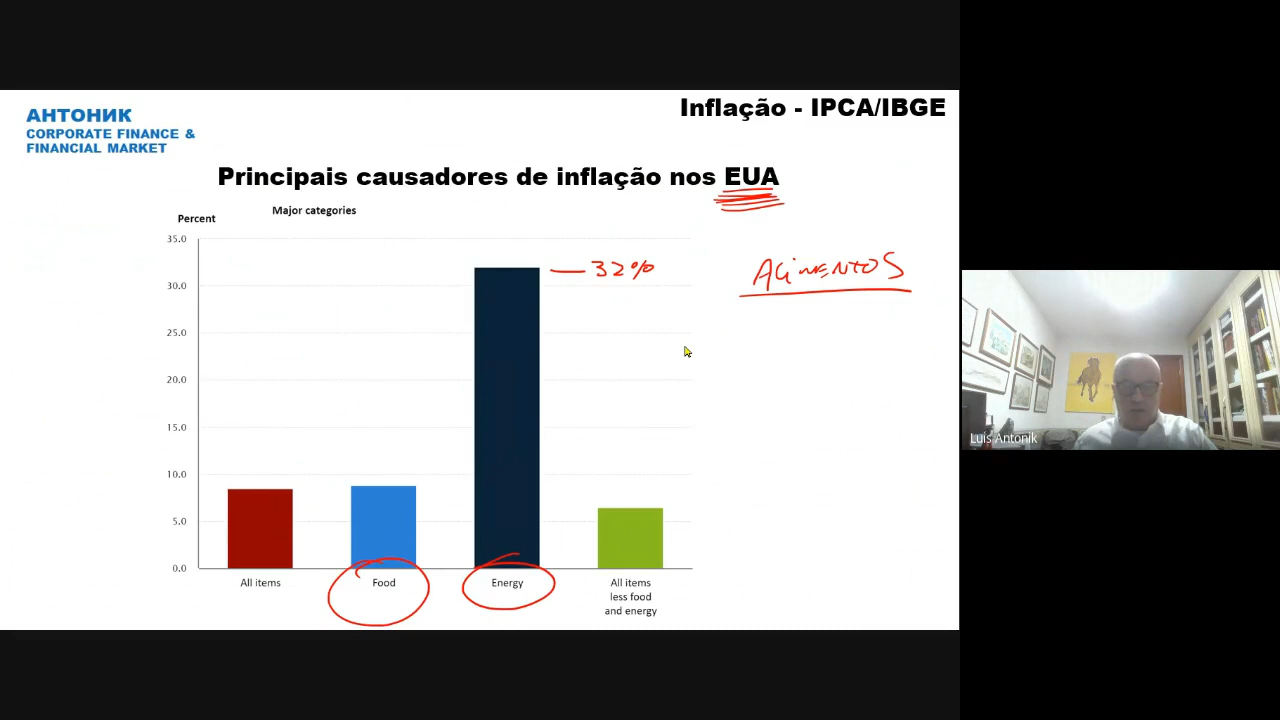 Inflação - IPCA/IBGE
АНТОНИК
CORPORATE FINANCE &
FINANCIAL MARKET
Principais causadores de inflação nos EUA
Major categories
Percent
35.0
30.0
25.0
20.0
15.0
10.0
5.0
0.0
32%
ALIMENTOS
All items
Food
Energy
All items
less food
and energy
Luis Antonik